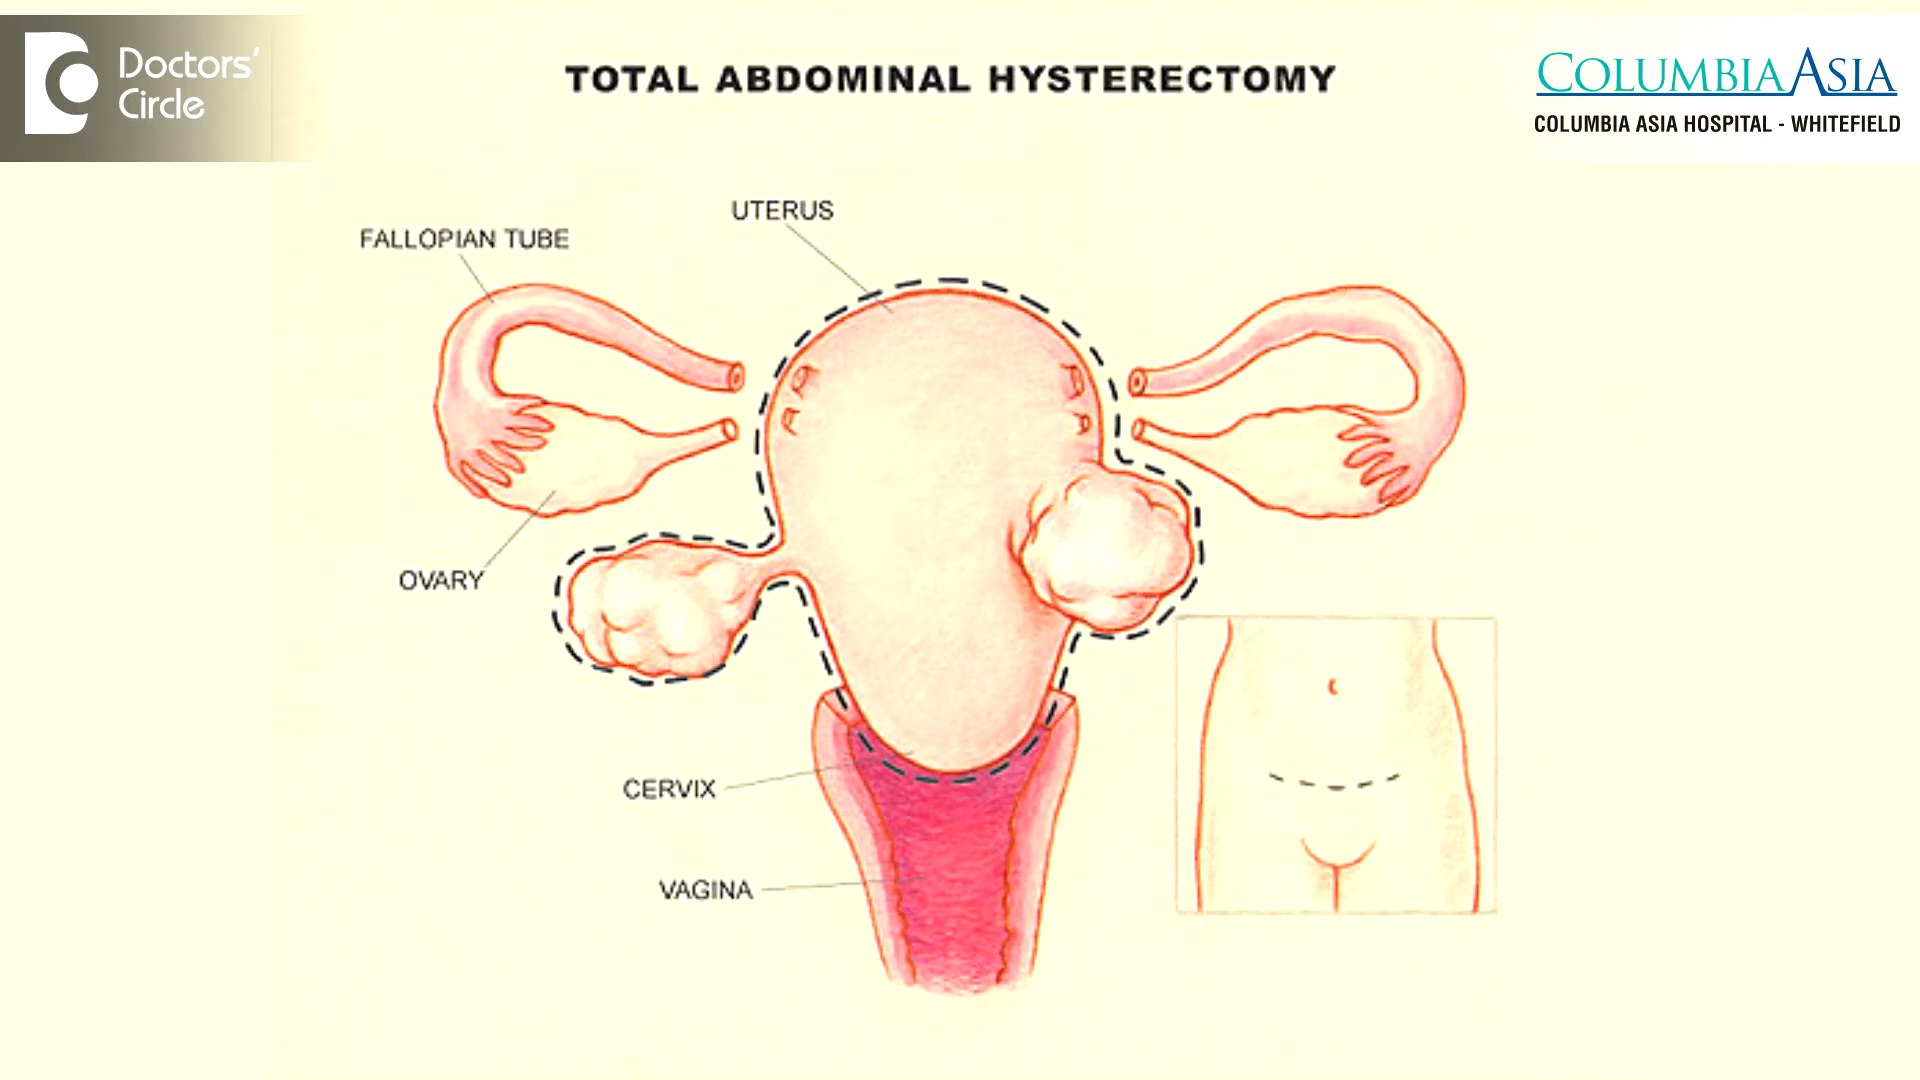 Doctors'
Circle
TOTAL ABDOMINAL HYSTERECTOMY
COLUMBIA ASIA
COLUMBIA ASIA HOSPITAL - WHITEFIELD
UTERUS
FALLOPIAN TUBE
OVARY
CERVIX
VAGINA